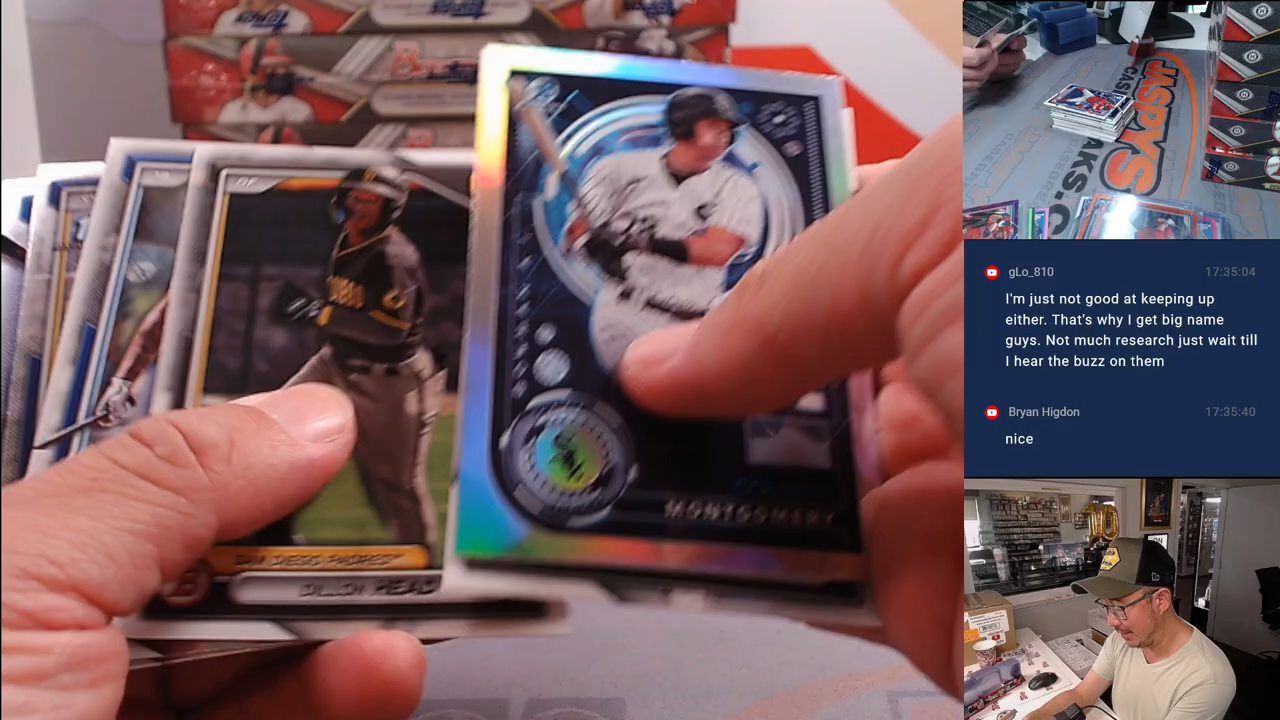 MONTGOMERY
SAN DIEGO PADRES
DILLON HEAD
JASPYS
gLo_810
17:35:04
I'm just not good at keeping up
either. That's why I get big name
guys. Not much research just wait till
I hear the buzz on them
Bryan Higdon
17:35:40
nice